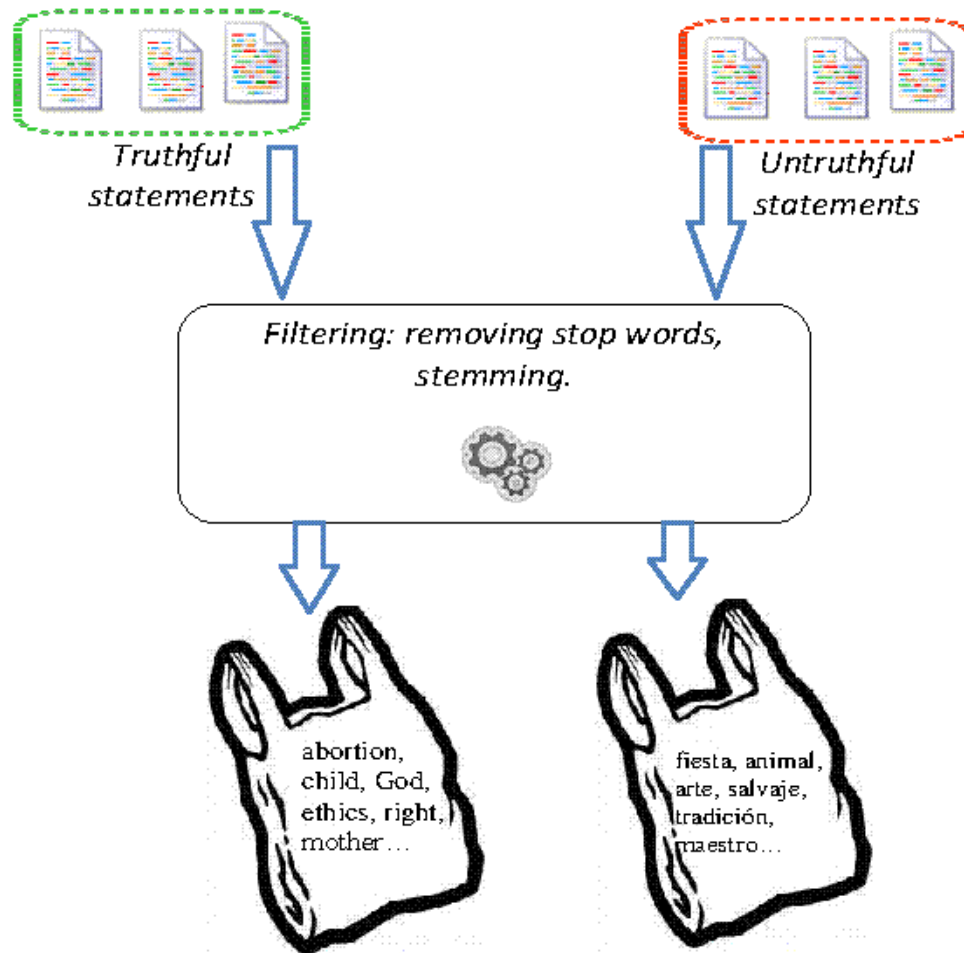 Truthful
statements
Untruthful
statements
Filtering: removing stop words,
stemming.
abortion,
child, God,
ethics, right,
mother…
fiesta, animal,
arte, salvaje,
tradición,
maestro…